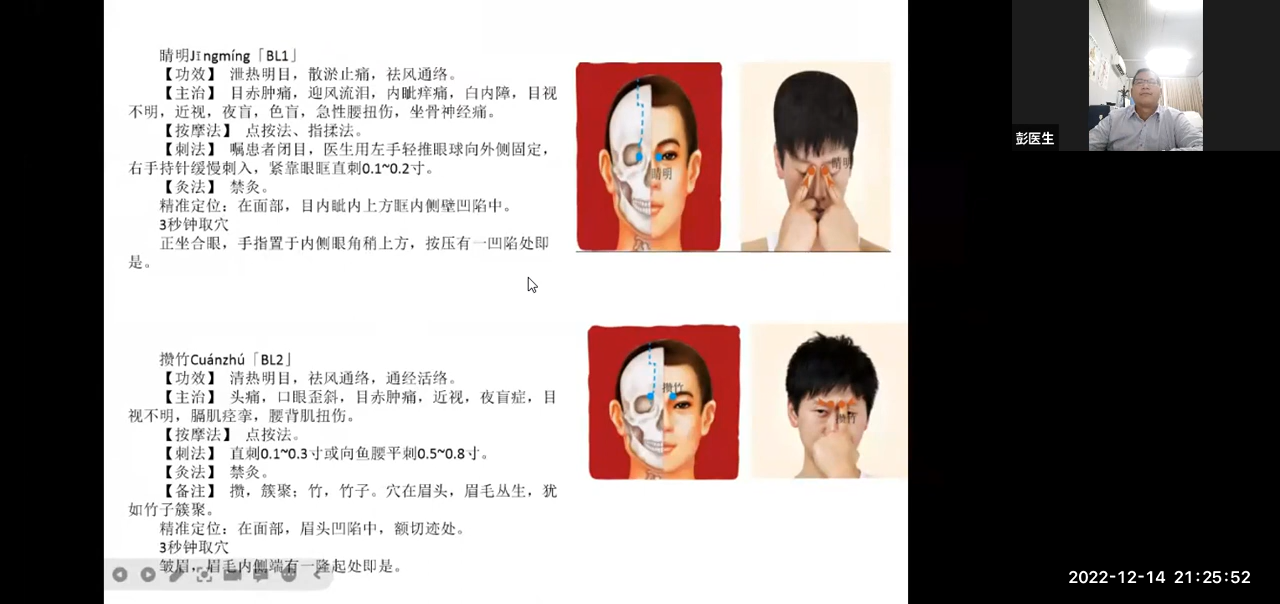 睛明Jīngmíng「BL1」
【功效】 泄热明目，散淤止痛，祛风通络。
【主治】 目赤肿痛，迎风流泪，内眦痒痛，白内障，目视
不明，近视，夜盲，色盲，急性腰扭伤，坐骨神经痛。
【按摩法】 点按法、指揉法。
【刺法】 嘱患者闭目，医生用左手轻推眼球向外侧固定，
右手持针缓慢刺入，紧靠眼眶直刺0.1~0.2寸。
【灸法】 禁灸。
精准定位：在面部，目内眦内上方眶内侧壁凹陷中。
3秒钟取穴
正坐合眼，手指置于内侧眼角稍上方，按压有一凹陷处即
是。
睛明
睛明
攒竹Cuánzhú「BL2」
【功效】 清热明目，祛风通络，通经活络。
【主治】 头痛，口眼歪斜，目赤肿痛，近视，夜盲症，目
视不明，膈肌痉挛，腰背肌扭伤。
【按摩法】 点按法。
【刺法】 直刺0.1~0.3寸或向鱼腰平刺0.5~0.8寸。
【灸法】 禁灸。
【备注】 攒，簇聚；竹，竹子。穴在眉头，眉毛丛生，犹
如竹子簇聚。
精准定位：在面部，眉头凹陷中，额切迹处。
3秒钟取穴
皱眉，眉毛内侧端有一隆起处即是。
攒竹
攒竹
彭医生
2022-12-14 21:25:52